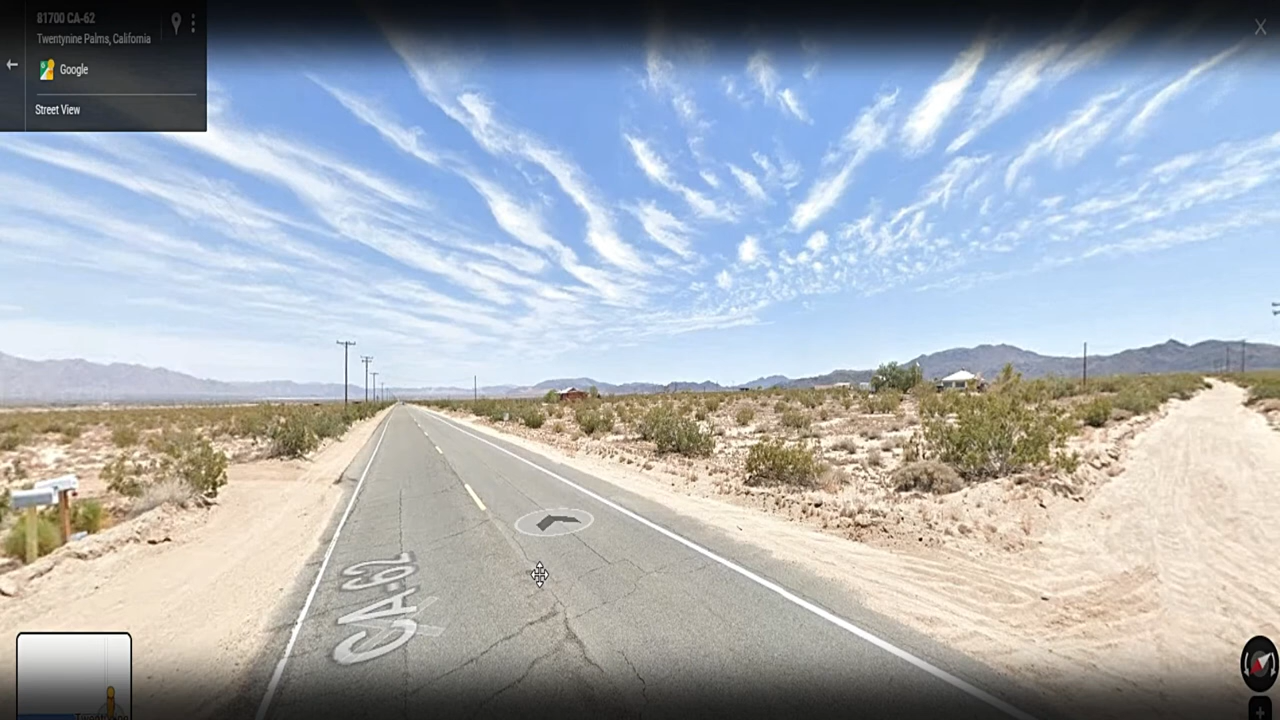 81700 CA-62
Twentynine Palms, California
Google
Street View
CA-62